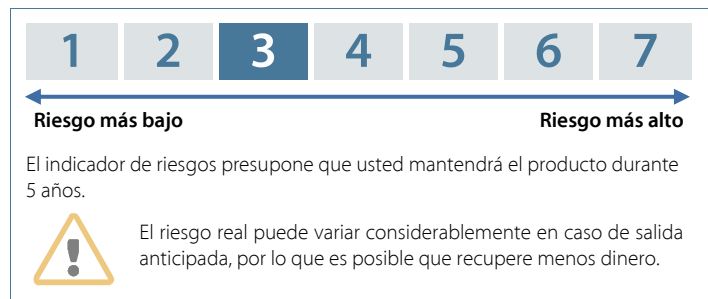 1 2 3 4 5 6 7
Riesgo más bajo Riesgo más alto
El indicador de riesgos presupone que usted mantendrá el producto durante
5 años.
El riesgo real puede variar considerablemente en caso de salida
anticipada, por lo que es posible que recupere menos dinero.